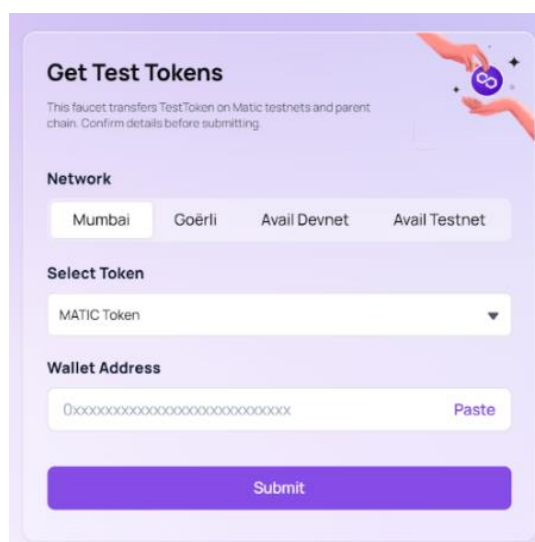 Get Test Tokens
This faucet transfers TestToken on Matic testnets and parent
chain. Confirm details before submitting.
Network
Mumbai Goërli Avail Devnet Avail Testnet
Select Token
MATIC Token
Wallet Address
0xxxxxxxxxxxxxxxxxxxxxxxxxxx Paste
Submit